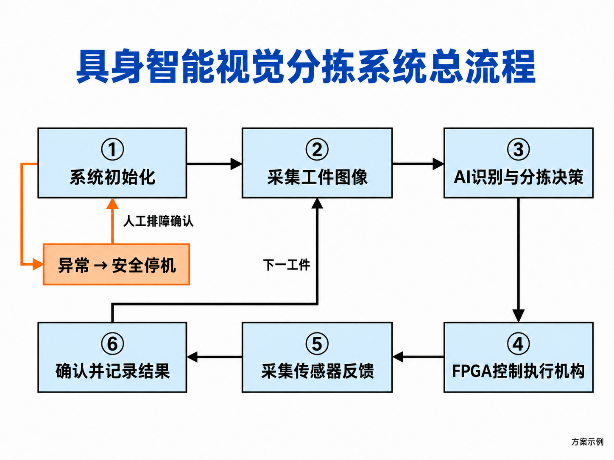 具身智能视觉分拣系统总流程
①
系统初始化
②
采集工件图像
③
AI识别与分拣决策
人工排障确认
异常→安全停机
下一工件
⑥
确认并记录结果
⑤
采集传感器反馈
④
FPGA控制执行机构
方案示例